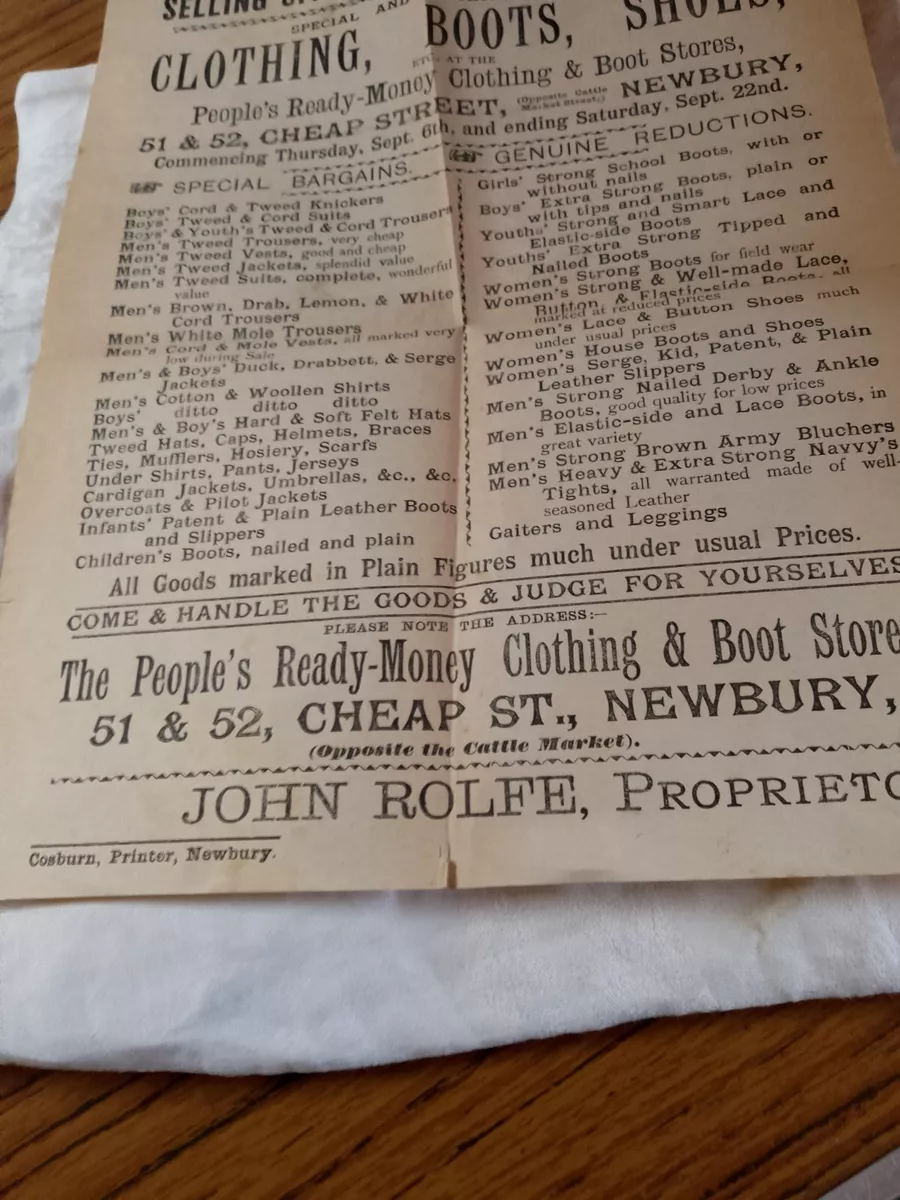 SELLING
SPECIAL AND
CLOTHING, BOOTS, SHOES,
AT THE
People's Ready-Money Clothing & Boot Stores,
51 & 52, CHEAP STREET, (Opposite Cattle Market Street,) NEWBURY,
Commencing Thursday, Sept. 6th, and ending Saturday, Sept. 22nd.
SPECIAL BARGAINS.
Boys' Cord & Tweed Knickers
Boys' Tweed & Cord Suits
Boys' & Youth's Tweed & Cord Trousers
Men's Tweed Trousers, very cheap
Men's Tweed Vests, good and cheap
Men's Tweed Jackets, splendid value
Men's Tweed Suits, complete, wonderful
value
Men's Brown, Drab, Lemon, & White
Cord Trousers
Men's White Mole Trousers
Men's Cord & Mole Vests, all marked very
low during Sale
Men's & Boys' Duck, Drabbett, & Serge
Jackets
Men's Cotton & Woollen Shirts
Boys' ditto ditto ditto
Men's & Boy's Hard & Soft Felt Hats
Tweed Hats, Caps, Helmets, Braces
Ties, Mufflers, Hosiery, Scarfs
Under Shirts, Pants, Jerseys
Cardigan Jackets, Umbrellas, &c., &c.
Overcoats & Pilot Jackets
Infants' Patent & Plain Leather Boots
and Slippers
Children's Boots, nailed and plain
GENUINE REDUCTIONS.
Girls' Strong School Boots, with or
without nails
Boys' Extra Strong Boots, plain or
with tips and nails
Youths' Strong and Smart Lace and
Elastic-side Boots
Youths' Extra Strong Tipped and
Nailed Boots
Women's Strong Boots for field wear
Women's Strong & Well-made Lace,
Button, & Elastic-side Boots, all
marked at reduced prices
Women's Lace & Button Shoes much
under usual prices
Women's House Boots and Shoes
Women's Serge, Kid, Patent, & Plain
Leather Slippers
Men's Strong Nailed Derby & Ankle
Boots, good quality for low prices
Men's Elastic-side and Lace Boots, in
great variety
Men's Strong Brown Army Bluchers
Men's Heavy & Extra Strong Navvy's
Tights, all warranted made of well-
seasoned Leather
Gaiters and Leggings
All Goods marked in Plain Figures much under usual Prices.
COME & HANDLE THE GOODS & JUDGE FOR YOURSELVES
PLEASE NOTE THE ADDRESS:—
The People's Ready-Money Clothing & Boot Store
51 & 52, CHEAP ST., NEWBURY,
(Opposite the Cattle Market).
JOHN ROLFE, PROPRIETO
Cosburn, Printer, Newbury.